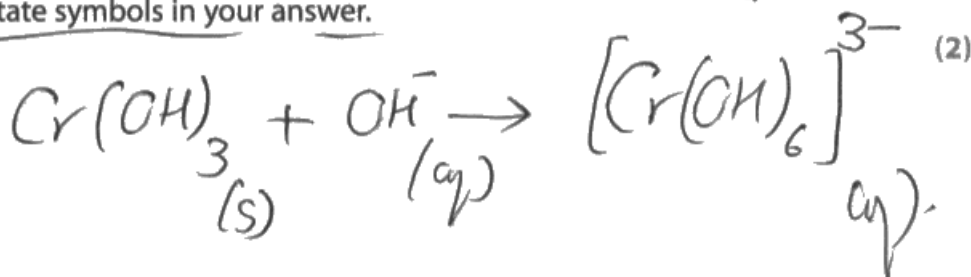 tate symbols in your answer.
(2)
Cr(OH)₃(s) + OH⁻(aq) → [Cr(OH)₆]³⁻ aq).